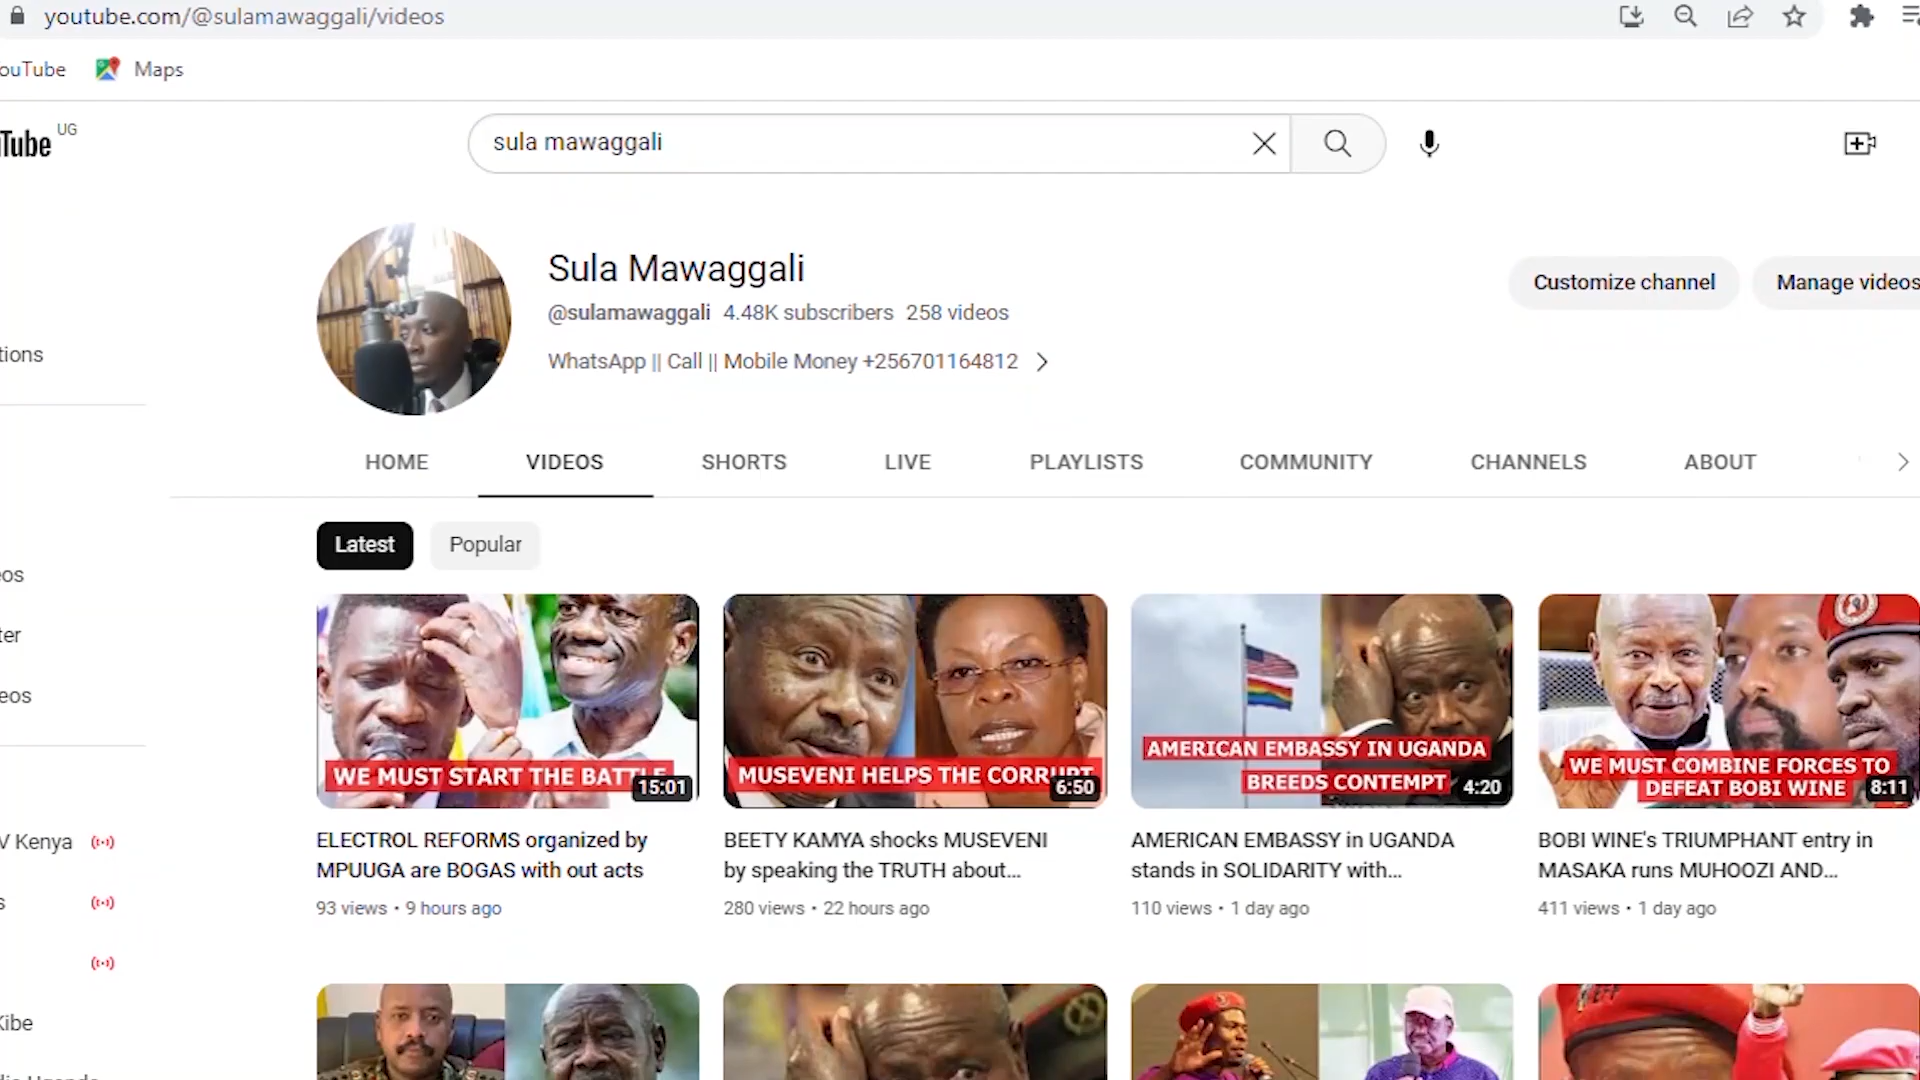 youtube.com/@sulamawaggali/videos
ouTube Maps
Tube UG
sula mawaggali
Sula Mawaggali
@sulamawaggali 4.48K subscribers 258 videos
Customize channel
Manage videos
WhatsApp || Call || Mobile Money +256701164812
tions
HOME VIDEOS SHORTS LIVE PLAYLISTS COMMUNITY CHANNELS ABOUT
Latest Popular
eos
ter
eos
WE MUST START THE BATTLE
15:01
MUSEVENI HELPS THE CORRUPT
6:50
AMERICAN EMBASSY IN UGANDA
BREEDS CONTEMPT
4:20
WE MUST COMBINE FORCES TO
DEFEAT BOBI WINE
8:11
V Kenya
s
ELECTROL REFORMS organized by
MPUUGA are BOGAS with out acts
93 views • 9 hours ago
BEETY KAMYA shocks MUSEVENI
by speaking the TRUTH about...
280 views • 22 hours ago
AMERICAN EMBASSY in UGANDA
stands in SOLIDARITY with...
110 views • 1 day ago
BOBI WINE's TRIUMPHANT entry in
MASAKA runs MUHOOZI AND...
411 views • 1 day ago
Kibe